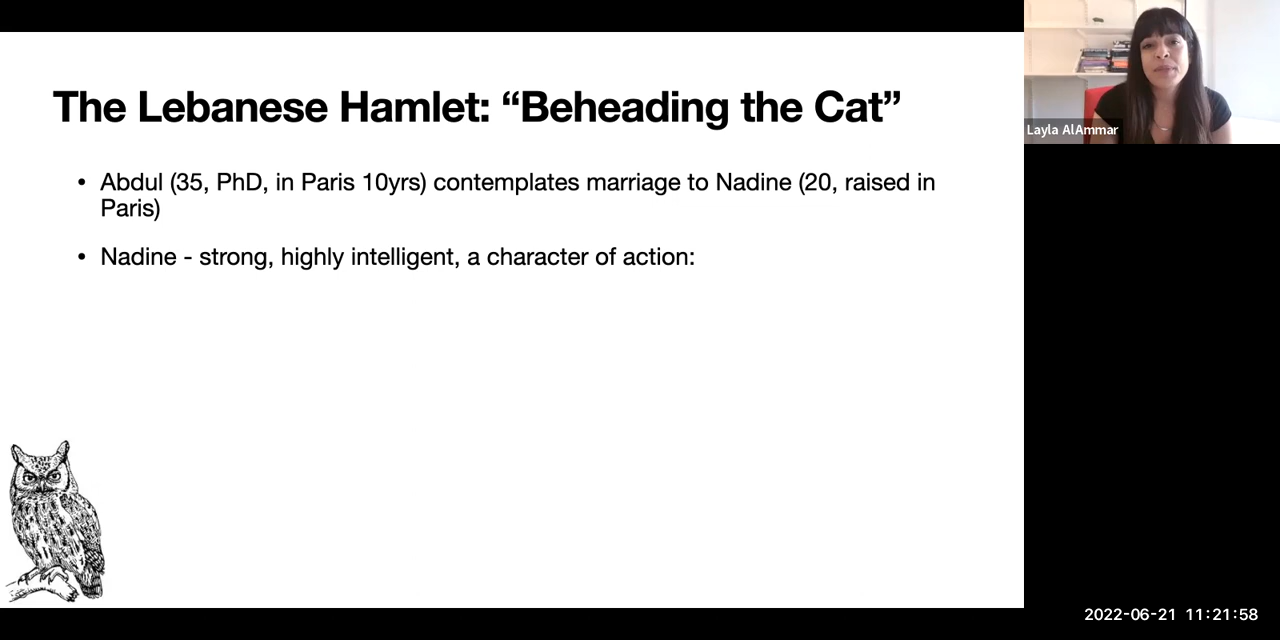 The Lebanese Hamlet: “Beheading the Cat”
• Abdul (35, PhD, in Paris 10yrs) contemplates marriage to Nadine (20, raised in
Paris)
• Nadine - strong, highly intelligent, a character of action:
Layla AlAmmar
2022-06-21 11:21:58